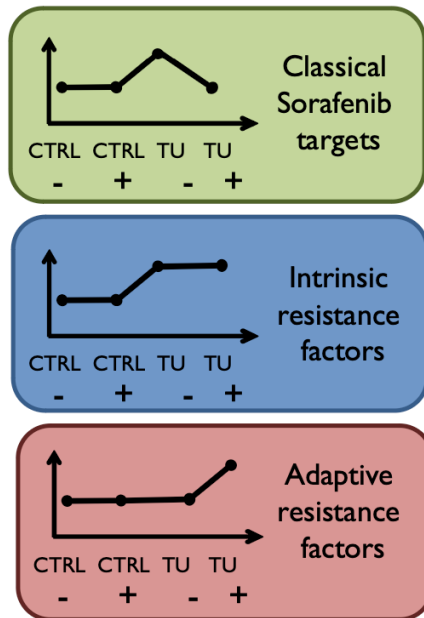 Classical
Sorafenib
targets
CTRL CTRL TU TU
- + - +
Intrinsic
resistance
factors
CTRL CTRL TU TU
- + - +
Adaptive
resistance
factors
CTRL CTRL TU TU
- + - +